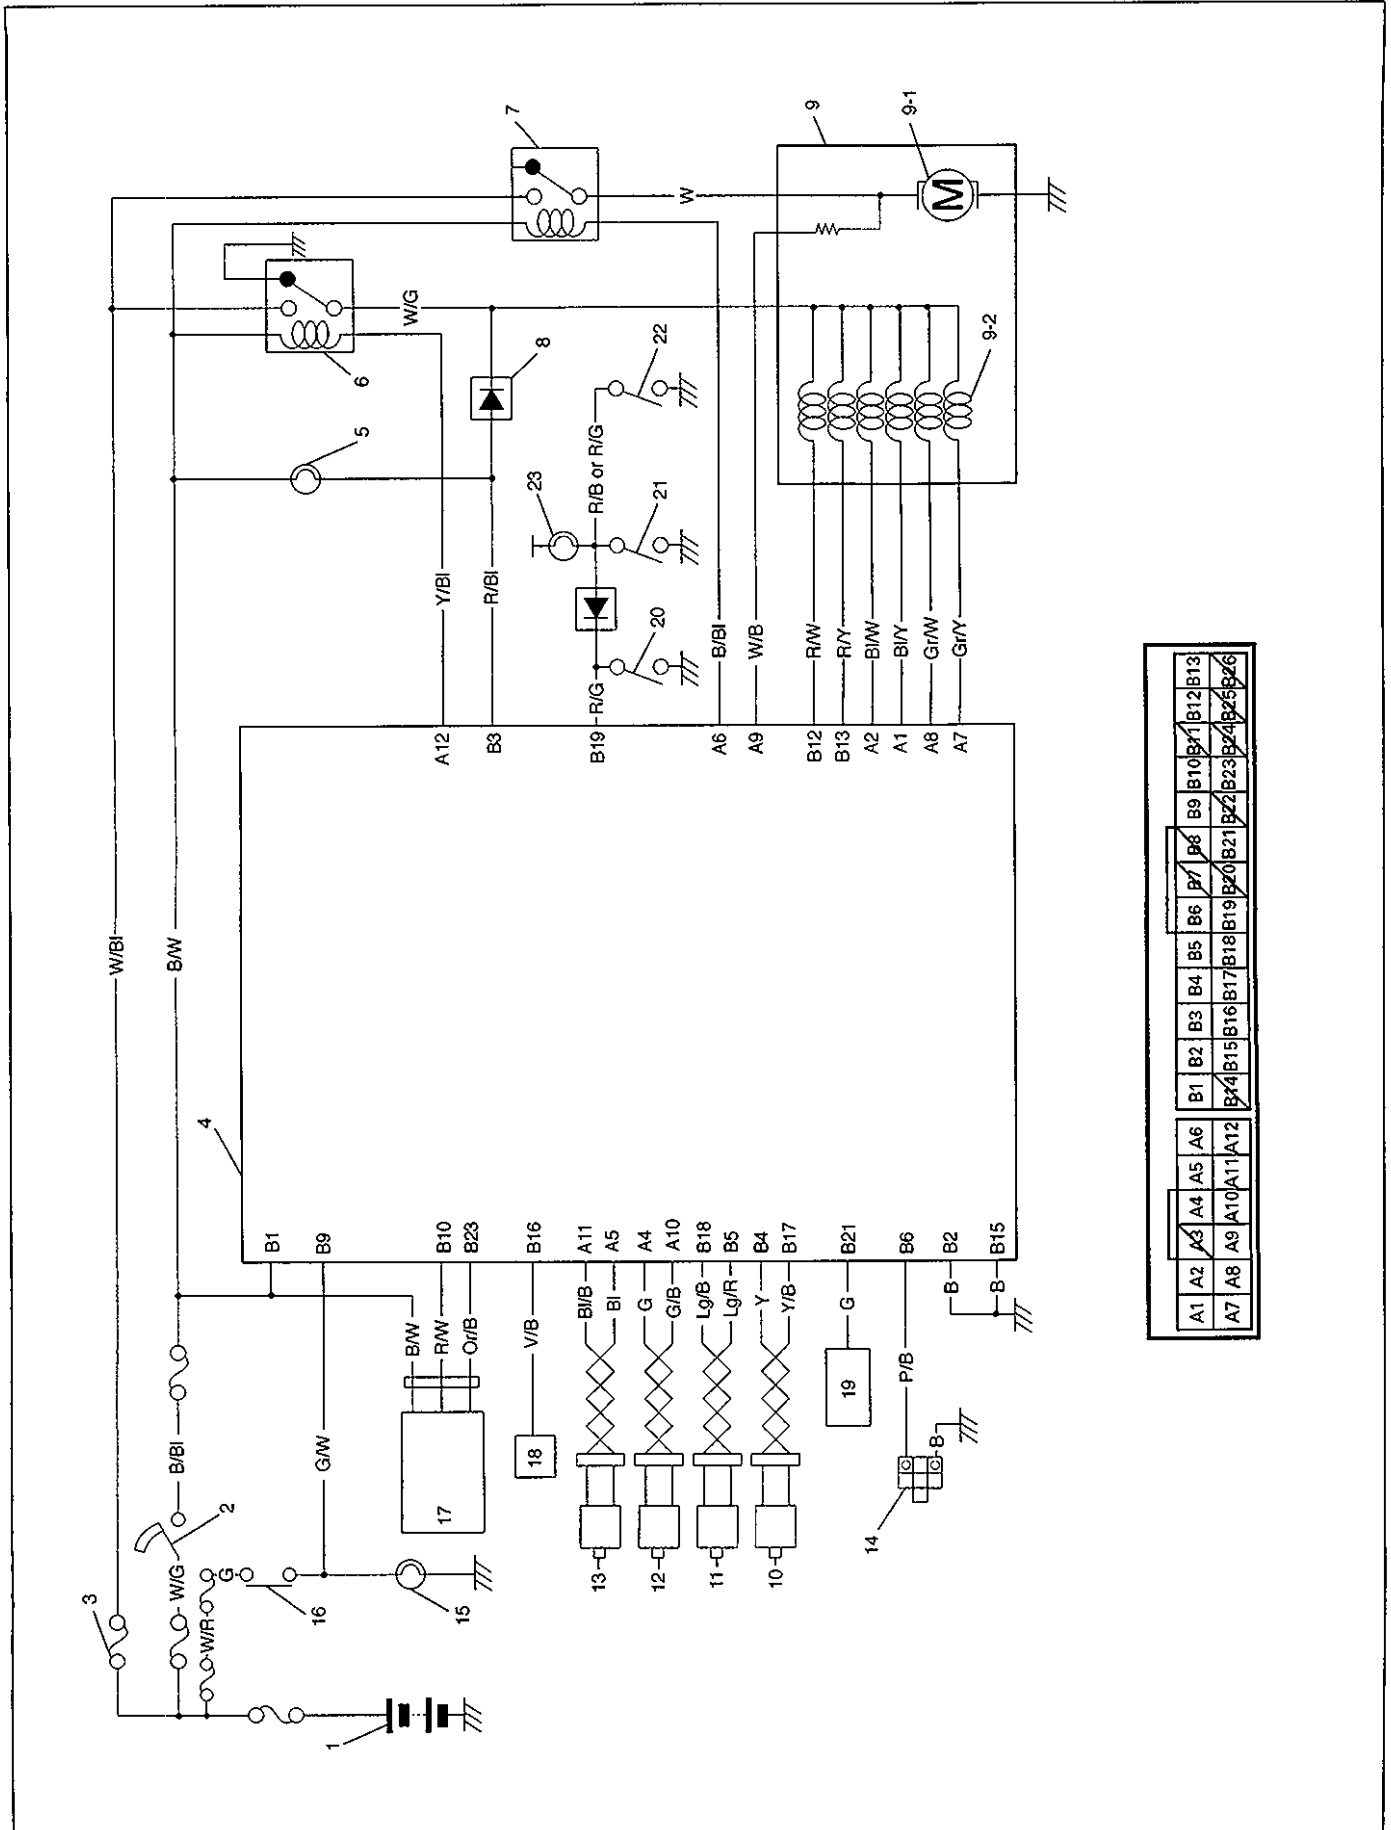 1
2
3
4
5
6
7
8
9
9-1
9-2
10
11
12
13
14
15
16
17
18
19
20
21
22
23
W/Bl
B/W
W/G
B/Bl
W/R
G
G/W
B/W
R/W
Or/B
V/B
Bl/B
Bl
G
G/B
Lg/B
Lg/R
Y
Y/B
G
P/B
B
B
B
B1
B9
B10
B23
B16
A11
A5
A4
A10
B18
B5
B4
B17
B21
B6
B2
B15
A12
B3
B19
A6
A9
B12
B13
A2
A1
A8
A7
Y/Bl
R/Bl
R/G
R/B or R/G
B/Bl
W/B
R/W
R/Y
Bl/W
Bl/Y
Gr/W
Gr/Y
W/G
W
M
A1 A2 A3 A4 A5 A6 B1 B2 B3 B4 B5 B6 B7 B8 B9 B10 B11 B12 B13
A7 A8 A9 A10 A11 A12 B14 B15 B16 B17 B18 B19 B20 B21 B22 B23 B24 B25 B26